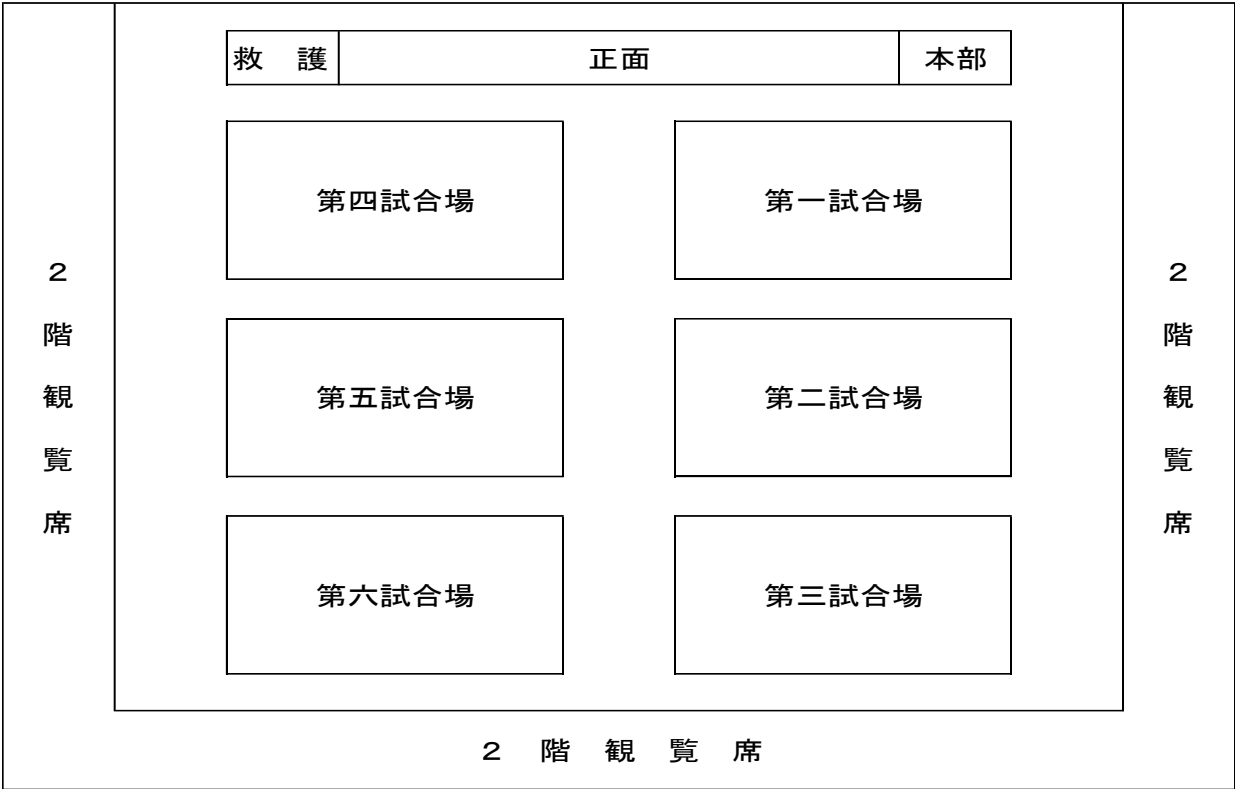 救　護
正面
本部
第四試合場
第一試合場
２階観覧席
２階観覧席
第五試合場
第二試合場
第六試合場
第三試合場
２　階　観　覧　席